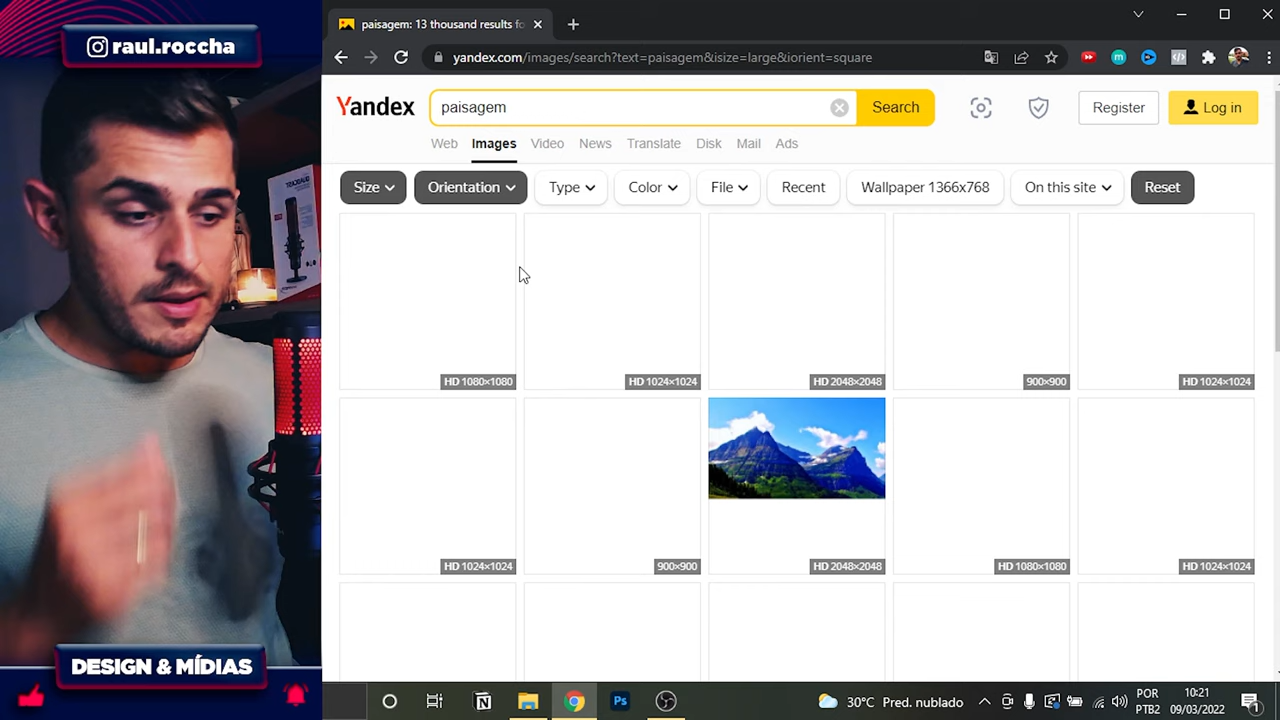 raul.roccha
DESIGN & MÍDIAS
paisagem: 13 thousand results fo
yandex.com/images/search?text=paisagem&isize=large&iorient=square
Yandex
paisagem
Search
Register
Log in
Web
Images
Video
News
Translate
Disk
Mail
Ads
Size
Orientation
Type
Color
File
Recent
Wallpaper 1366x768
On this site
Reset
HD 1080×1080
HD 1024×1024
HD 2048×2048
900×900
HD 1024×1024
HD 1024×1024
900×900
HD 2048×2048
HD 1080×1080
HD 1024×1024
Ps
30°C Pred. nublado
POR
PTB2
10:21
09/03/2022
1